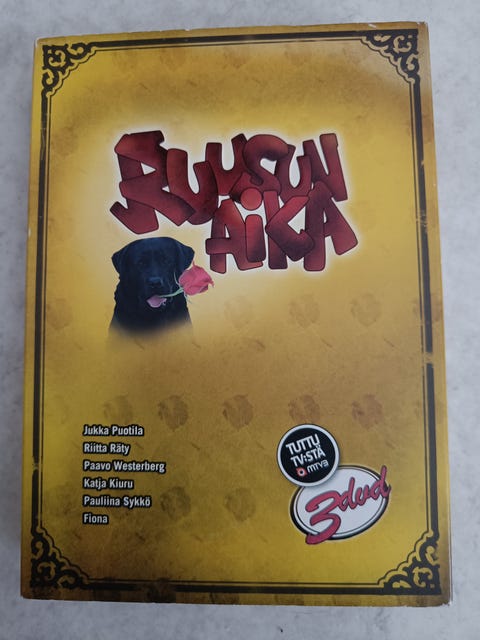 RUUSUN
AiKA
Jukka Puotila
Riitta Räty
Paavo Westerberg
Katja Kiuru
Pauliina Sykkö
Fiona
TUTTU
TV:STÄ
MTV3
3dvd